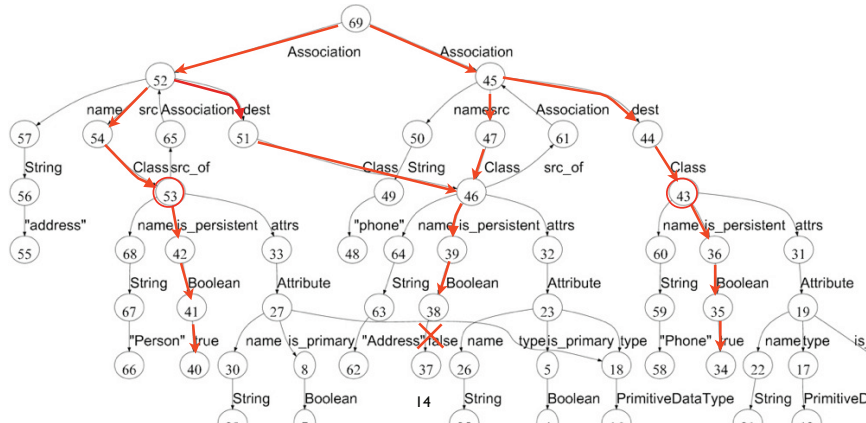 69
Association Association
52 45
name src Association dest name src Association dest
57 54 65 51 50 47 61 44
String Class src_of Class String Class src_of Class
56 53 49 46 43
"address" name is_persistent attrs "phone" name is_persistent attrs name is_persistent attrs
55 68 42 33 48 64 39 32 60 36 31
String Boolean Attribute String Boolean Attribute String Boolean Attribute
67 41 27 63 38 23 59 35 19
"Person" true name is_primary "Address" false name type is_primary type "Phone" true name type is
66 40 30 8 62 37 26 5 18 58 34 22 17
String Boolean 14 String Boolean PrimitiveDataType String PrimitiveD